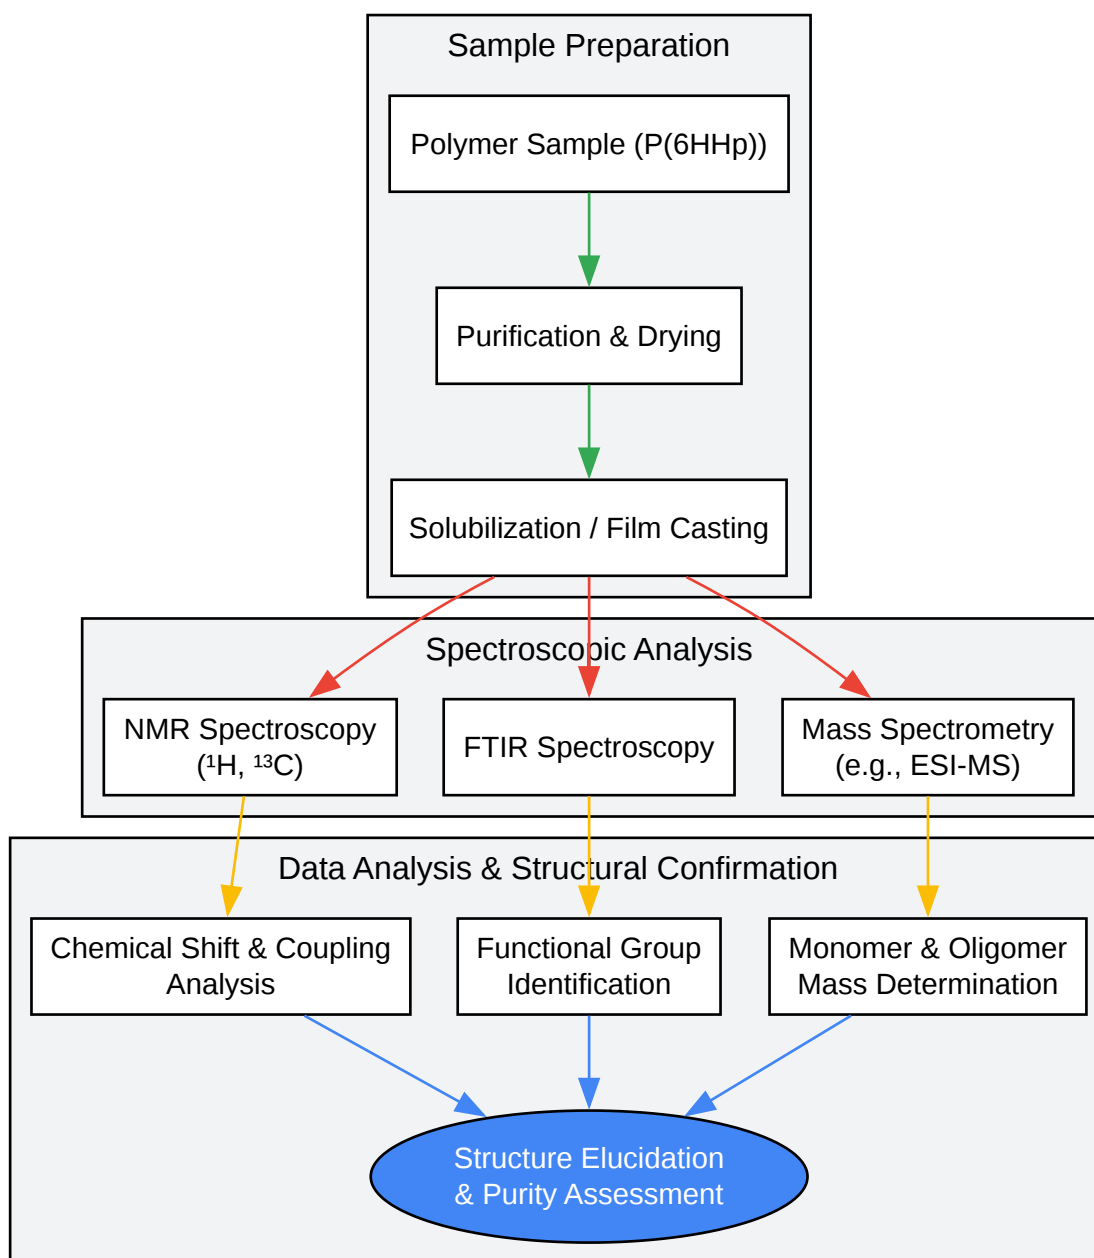 Sample Preparation
Polymer Sample (P(6HHp))
Purification & Drying
Solubilization / Film Casting
Spectroscopic Analysis
NMR Spectroscopy
(¹H, ¹³C)
FTIR Spectroscopy
Mass Spectrometry
(e.g., ESI-MS)
Data Analysis & Structural Confirmation
Chemical Shift & Coupling
Analysis
Functional Group
Identification
Monomer & Oligomer
Mass Determination
Structure Elucidation
& Purity Assessment